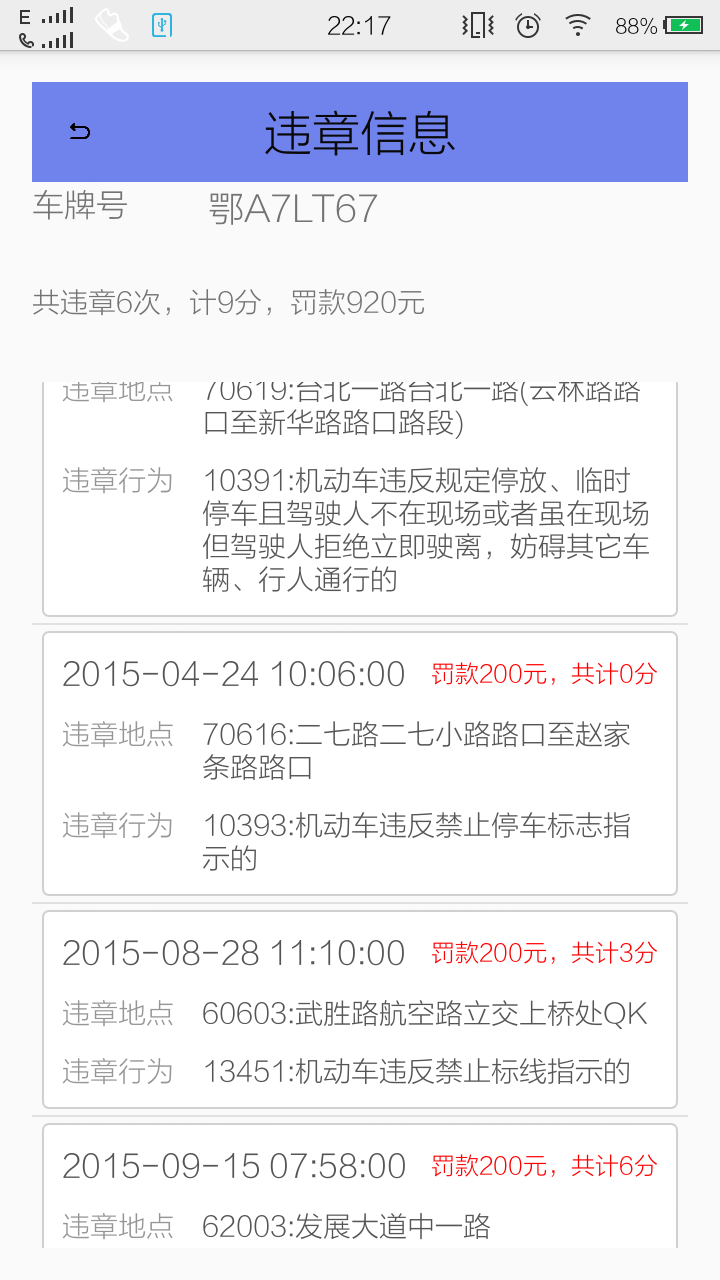 E
22:17
88%
违章信息
车牌号 鄂A7LT67
共违章6次，计9分，罚款920元
违章地点 70619:台北一路台北一路(云林路路
口至新华路路口路段)
违章行为 10391:机动车违反规定停放、临时
停车且驾驶人不在现场或者虽在现场
但驾驶人拒绝立即驶离，妨碍其它车
辆、行人通行的
2015-04-24 10:06:00 罚款200元，共计0分
违章地点 70616:二七路二七小路路口至赵家
条路路口
违章行为 10393:机动车违反禁止停车标志指
示的
2015-08-28 11:10:00 罚款200元，共计3分
违章地点 60603:武胜路航空路立交上桥处QK
违章行为 13451:机动车违反禁止标线指示的
2015-09-15 07:58:00 罚款200元，共计6分
违章地点 62003:发展大道中一路